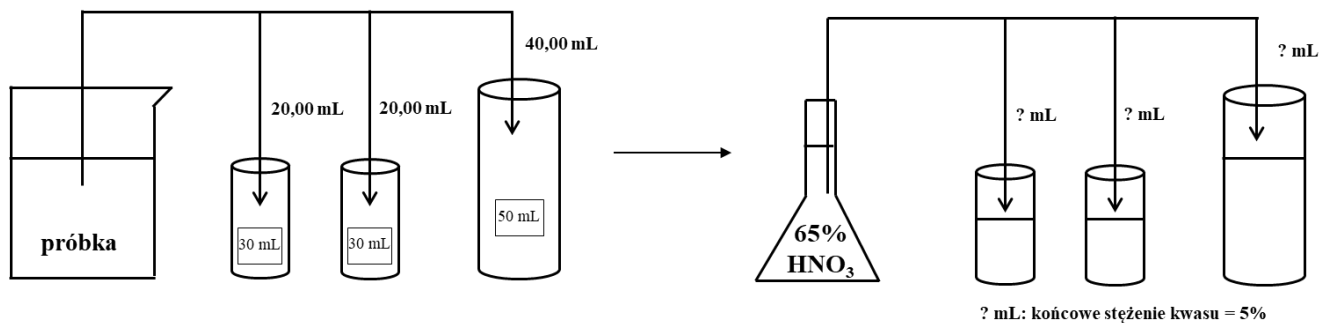 40,00 mL
20,00 mL
20,00 mL
próbka
30 mL
30 mL
50 mL
? mL
? mL
? mL
65%
HNO₃
? mL: końcowe stężenie kwasu = 5%